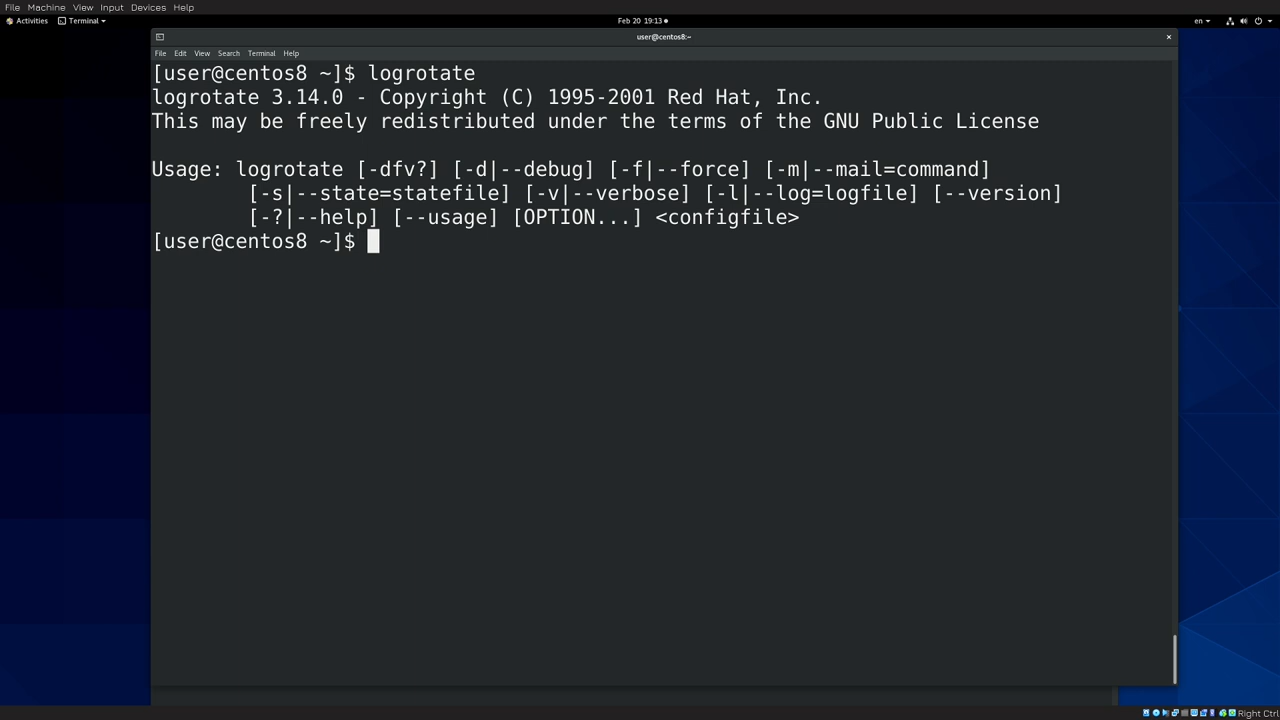 File Machine View Input Devices Help
Activities Terminal Feb 20 19:13 en
user@centos8:~
File Edit View Search Terminal Help
[user@centos8 ~]$ logrotate
logrotate 3.14.0 - Copyright (C) 1995-2001 Red Hat, Inc.
This may be freely redistributed under the terms of the GNU Public License
Usage: logrotate [-dfv?] [-d|--debug] [-f|--force] [-m|--mail=command]
[-s|--state=statefile] [-v|--verbose] [-l|--log=logfile] [--version]
[-?|--help] [--usage] [OPTION...] <configfile>
[user@centos8 ~]$
Right Ctrl